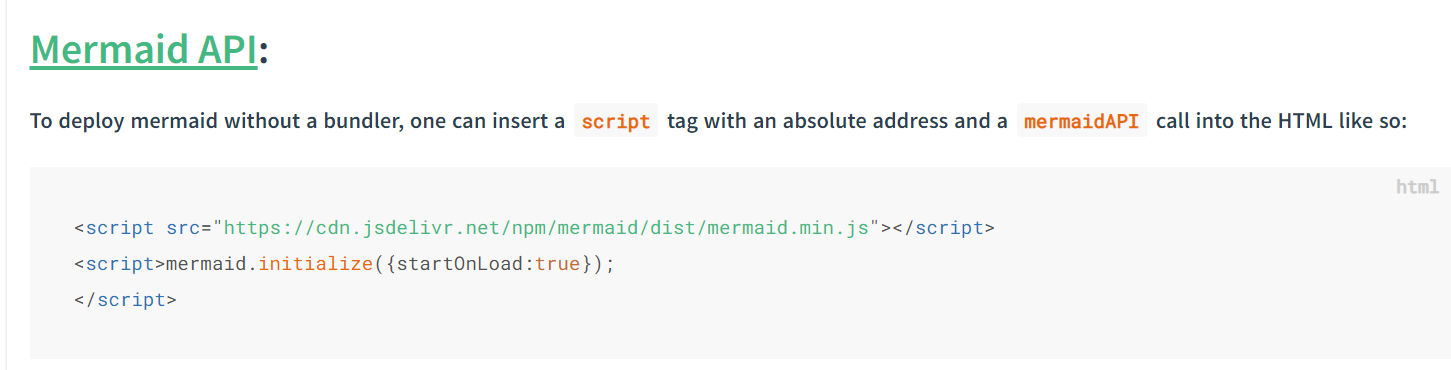 Mermaid API:
To deploy mermaid without a bundler, one can insert a script tag with an absolute address and a mermaidAPI call into the HTML like so:
html
<script src="https://cdn.jsdelivr.net/npm/mermaid/dist/mermaid.min.js"></script>
<script>mermaid.initialize({startOnLoad:true});
</script>